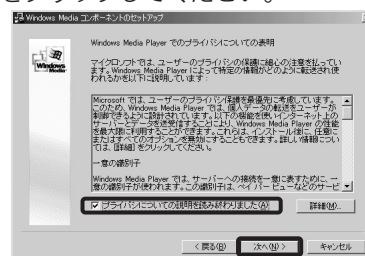 をクリックしてください。
Windows Media コンポーネントのセットアップ
Windows Media Player でのプライバシについての表明
マイクロソフトは、ユーザーのプライバシの保護に細心の注意を払ってい
ます。Windows Media Player によって特定の情報がどのように転送され使
われるかを以下に説明しています:
Windows
Media
Microsoft では、ユーザーのプライバシ保護を最優先に考慮しています。
このため、Windows Media Player では、個人データの転送をユーザーが
制御できるように設計されています。以下の機能を使いインターネット上の
サーバーとデータを送受信することにより、Windows Media Player の性能
を最大限に利用することができます。これらは、インストール後に、任意に
またはすべてのオプションを無効にすることもできます。詳しい情報につい
ては、[詳細] をクリックしてください。
一意の識別子
Windows Media Player では、サーバーへの接続を一意に表すために、一
意の識別子が使われます。この識別子は、ペイ パー ビューなどのサービ
プライバシについての説明を読み終わりました(A)
詳細(M)...
< 戻る(B)
次へ(N) >
キャンセル